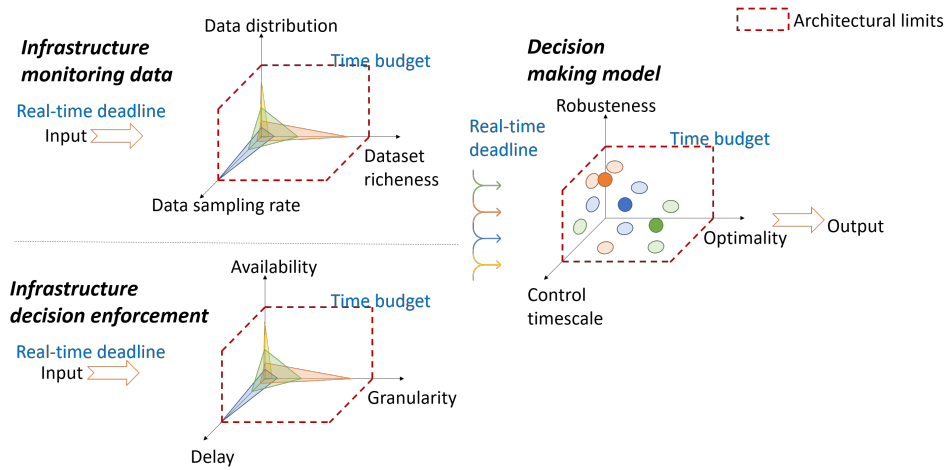 Architectural limits
Infrastructure
monitoring data
Real-time deadline
Input
Data distribution
Time budget
Dataset
richeness
Data sampling rate
Infrastructure
decision enforcement
Real-time deadline
Input
Availability
Time budget
Granularity
Delay
Decision
making model
Real-time
deadline
Robusteness
Time budget
Optimality
Control
timescale
Output